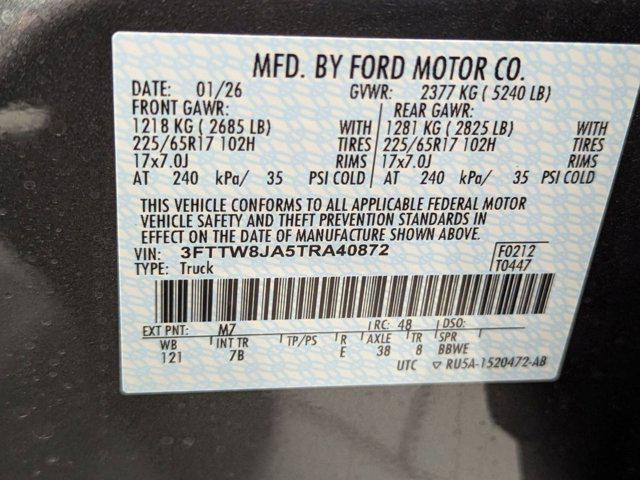 MFD. BY FORD MOTOR CO.
DATE: 01/26 GVWR: 2377 KG ( 5240 LB)
FRONT GAWR: REAR GAWR:
1218 KG ( 2685 LB) WITH 1281 KG ( 2825 LB) WITH
225/65R17 102H TIRES 225/65R17 102H TIRES
17x7.0J RIMS 17x7.0J RIMS
AT 240 kPa/ 35 PSI COLD AT 240 kPa/ 35 PSI COLD
THIS VEHICLE CONFORMS TO ALL APPLICABLE FEDERAL MOTOR
VEHICLE SAFETY AND THEFT PREVENTION STANDARDS IN
EFFECT ON THE DATE OF MANUFACTURE SHOWN ABOVE.
VIN: 3FTTW8JA5TRA40872 F0212
TYPE: Truck T0447
EXT PNT: M7 RC: 48 DSO:
WB INT TR TP/PS R AXLE TR SPR
121 7B E 38 8 BBWE
UTC ▽ RU5A-1520472-AB